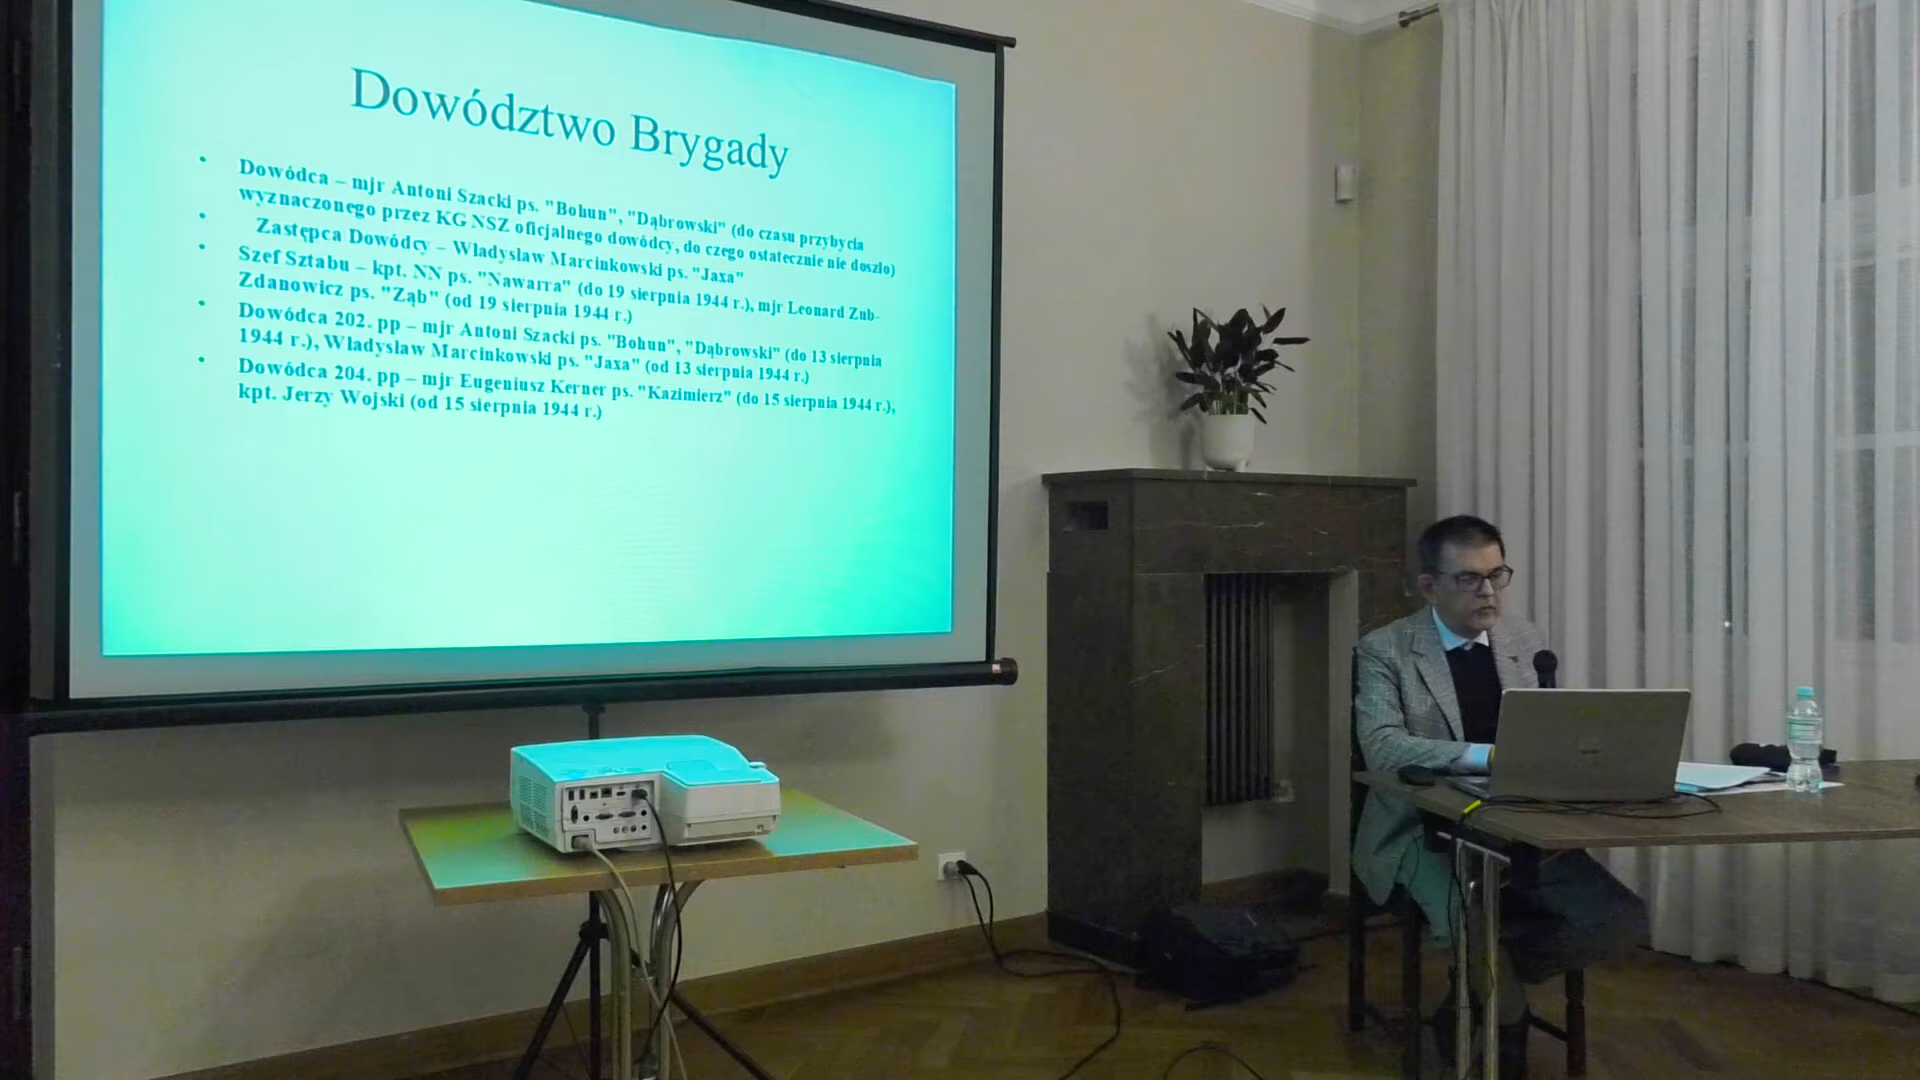 Dowództwo Brygady
• Dowódca – mjr Antoni Szacki ps. "Bohun", "Dąbrowski" (do czasu przybycia
wyznaczonego przez KG NSZ oficjalnego dowódcy, do czego ostatecznie nie doszło)
• Zastępca Dowódcy – Władysław Marcinkowski ps. "Jaxa"
• Szef Sztabu – kpt. NN ps. "Nawarra" (do 19 sierpnia 1944 r.), mjr Leonard Zub-
Zdanowicz ps. "Ząb" (od 19 sierpnia 1944 r.)
• Dowódca 202. pp – mjr Antoni Szacki ps. "Bohun", "Dąbrowski" (do 13 sierpnia
1944 r.), Władysław Marcinkowski ps. "Jaxa" (od 13 sierpnia 1944 r.)
• Dowódca 204. pp – mjr Eugeniusz Kerner ps. "Kazimierz" (do 15 sierpnia 1944 r.),
kpt. Jerzy Wojski (od 15 sierpnia 1944 r.)